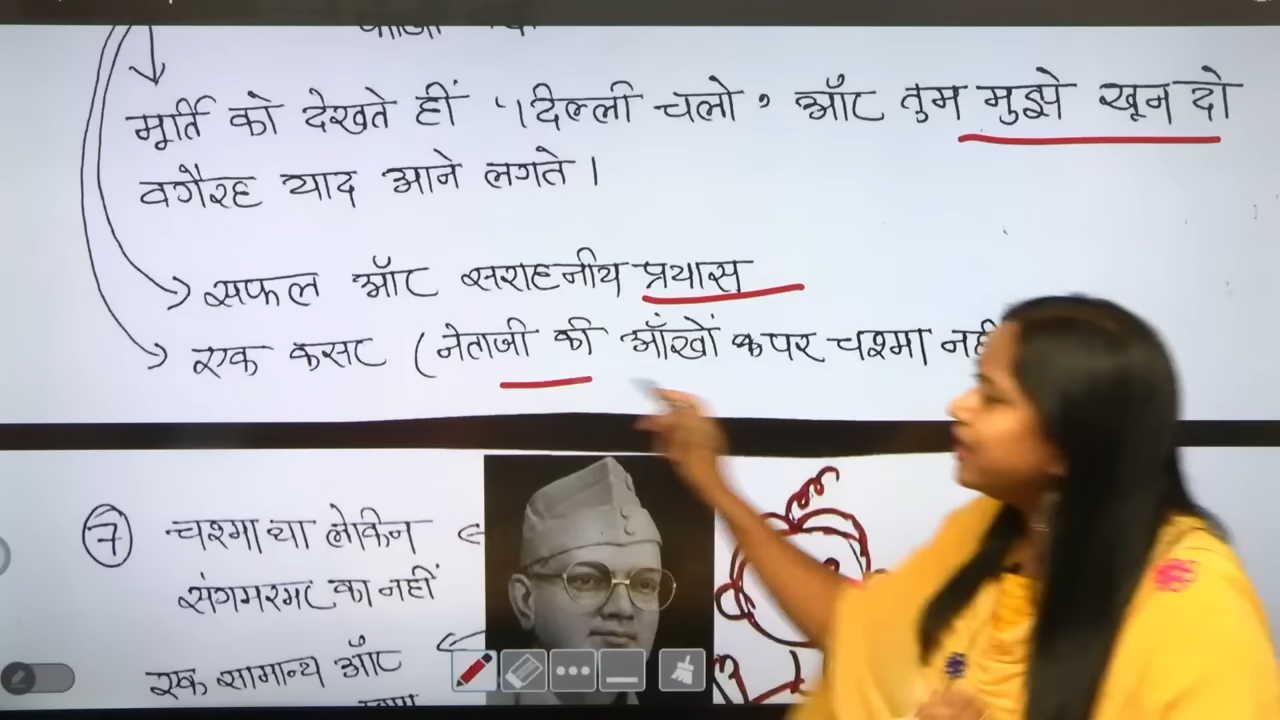 मूर्ति को देखते हीं 'दिल्ली चलो' और तुम मुझे खून दो
वगैरह याद आने लगते।
सफल और सराहनीय प्रयास
एक कसर (नेताजी की आँखों कपर चश्मा नहीं
7 चश्मा था लेकिन
संगमरमर का नहीं
एक सामान्य और